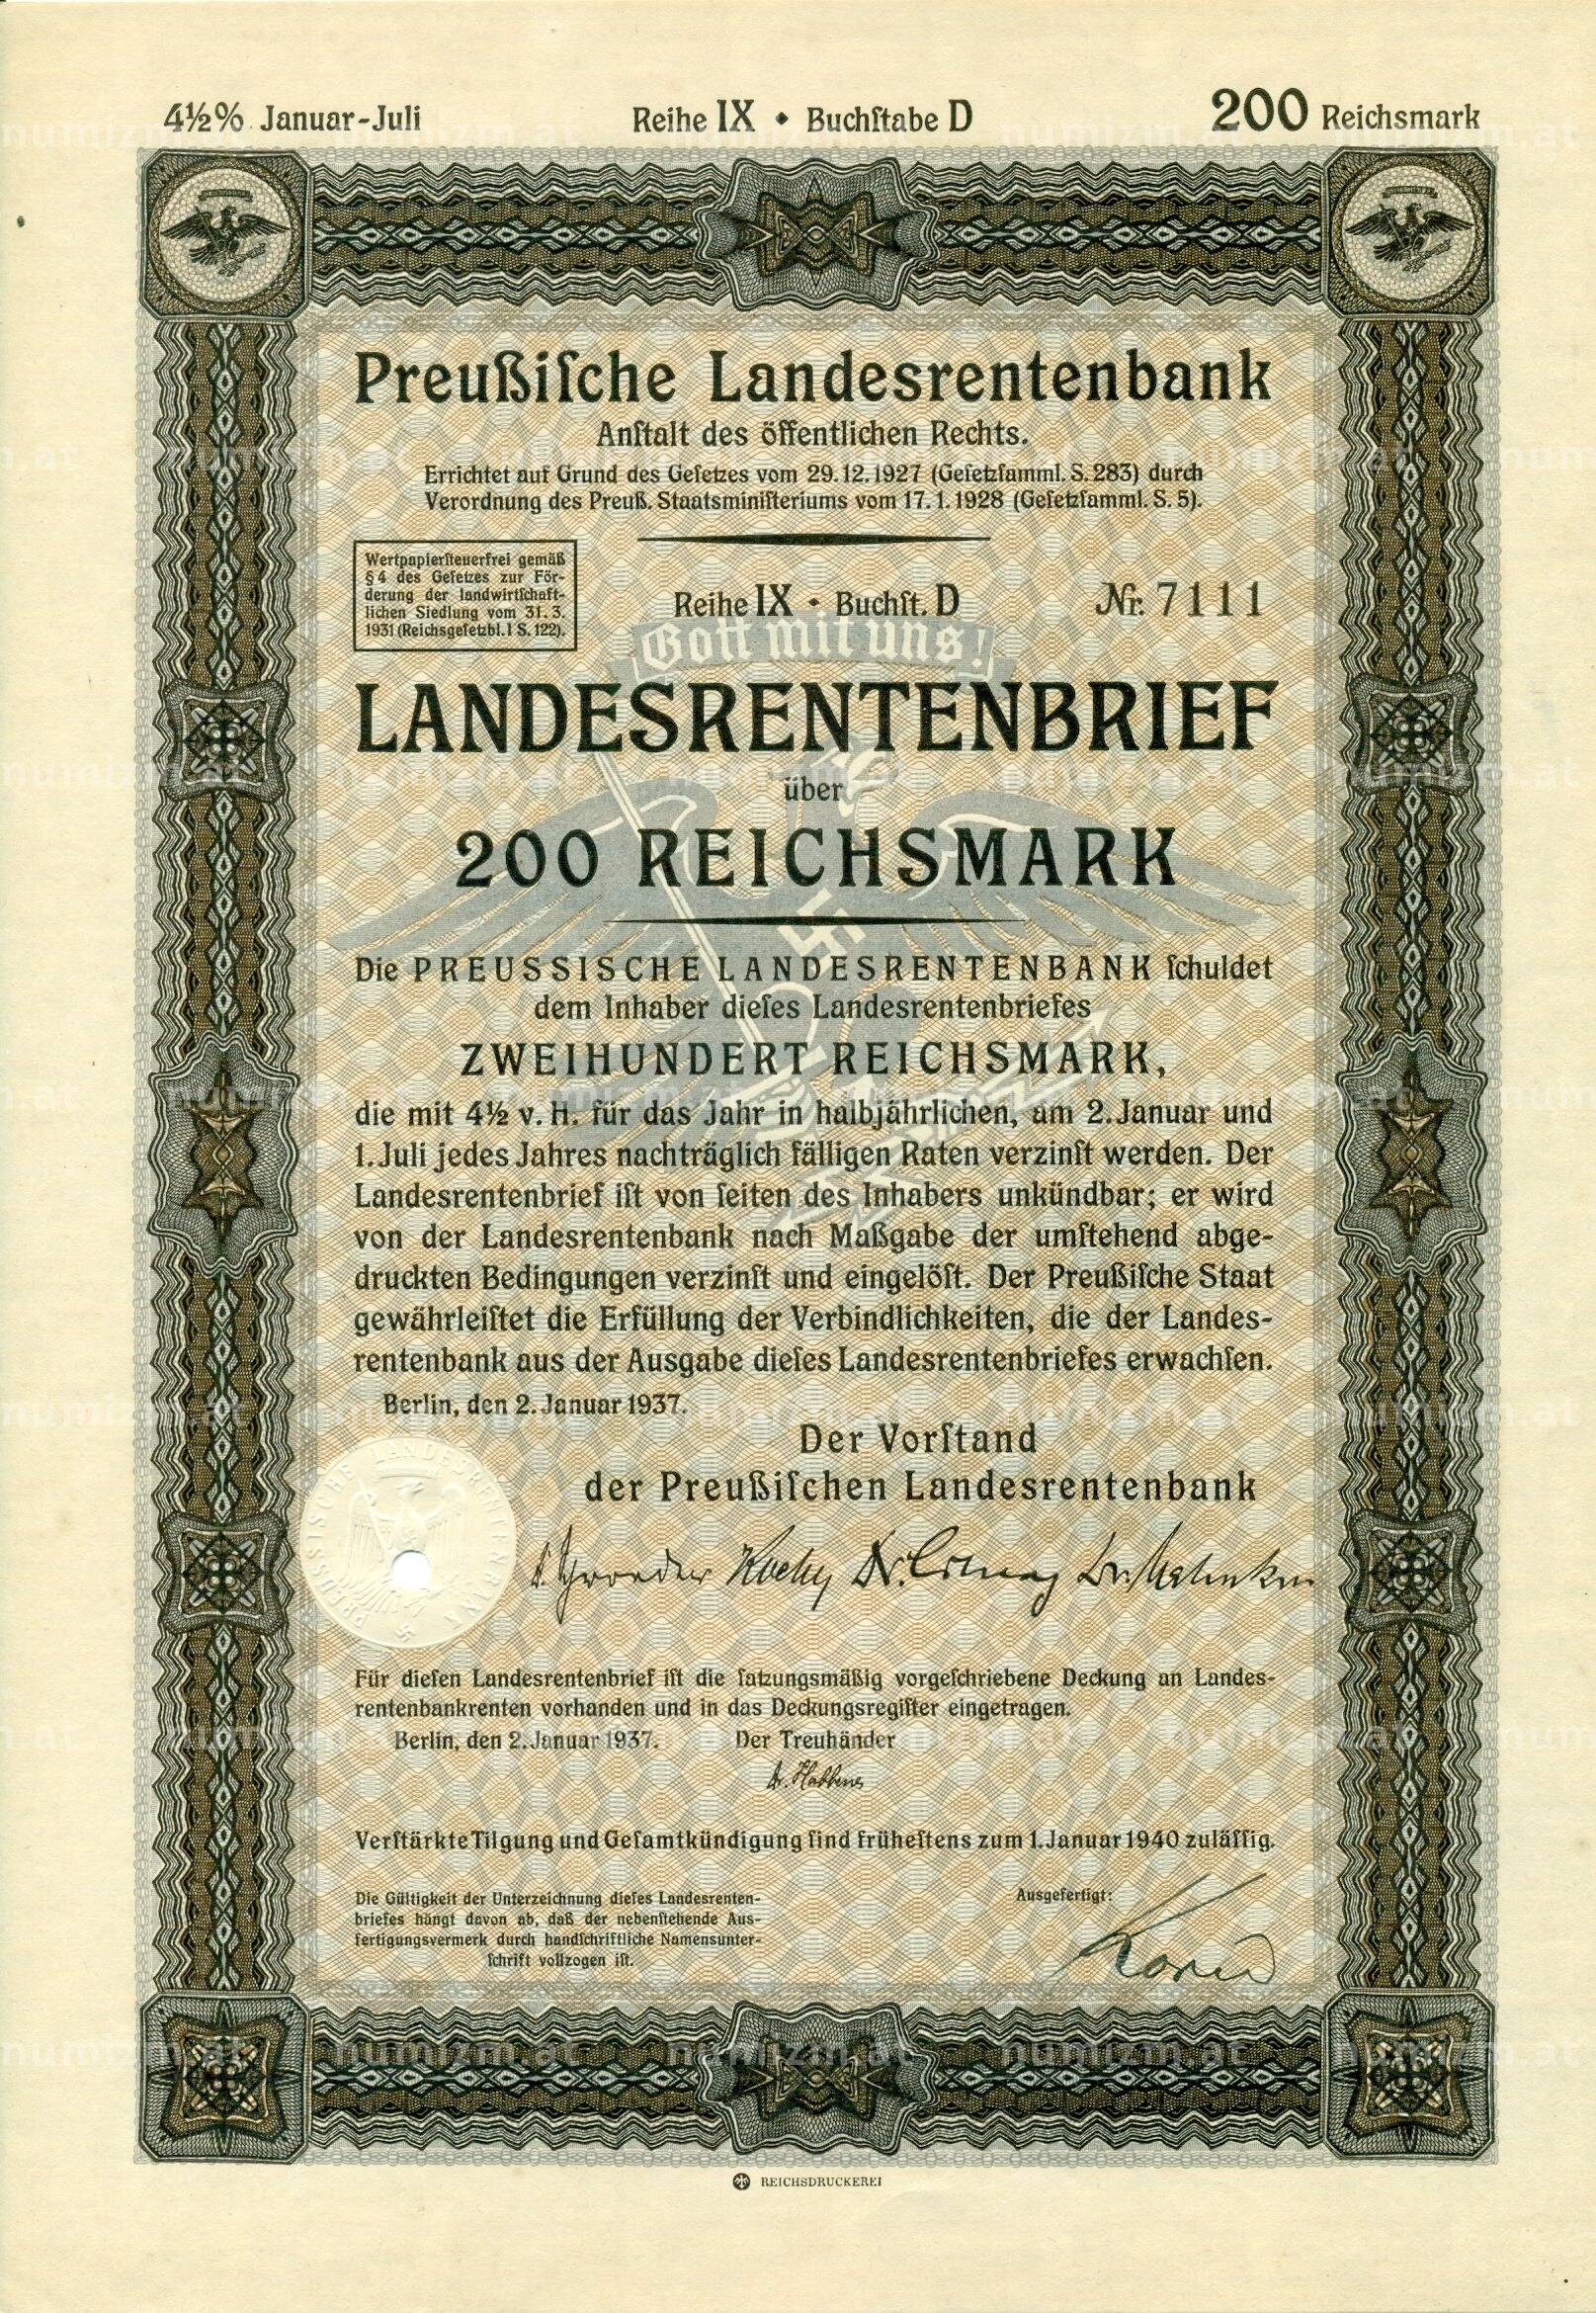 4½% Januar-Juli
Reihe IX • Buchſtabe D
200 Reichsmark
Preußiſche Landesrentenbank
Anſtalt des öffentlichen Rechts.
Errichtet auf Grund des Geſetzes vom 29.12.1927 (Geſetzſamml. S. 283) durch
Verordnung des Preuß. Staatsminiſteriums vom 17.1.1928 (Geſetzſamml. S. 5).
Wertpapierſteuerfrei gemäß
§ 4 des Geſetzes zur För-
derung der landwirtſchaft-
lichen Siedlung vom 31.3.
1931 (Reichsgeſetzbl. I S. 122).
Reihe IX • Buchſt. D
Nr. 7111
Gott mit uns!
LANDESRENTENBRIEF
über
200 REICHSMARK
Die PREUSSISCHE LANDESRENTENBANK ſchuldet
dem Inhaber dieſes Landesrentenbriefes
ZWEIHUNDERT REICHSMARK,
die mit 4½ v. H. für das Jahr in halbjährlichen, am 2. Januar und
1. Juli jedes Jahres nachträglich fälligen Raten verzinſt werden. Der
Landesrentenbrief iſt von ſeiten des Inhabers unkündbar; er wird
von der Landesrentenbank nach Maßgabe der umſtehend abge-
druckten Bedingungen verzinſt und eingelöſt. Der Preußiſche Staat
gewährleiſtet die Erfüllung der Verbindlichkeiten, die der Landes-
rentenbank aus der Ausgabe dieſes Landesrentenbriefes erwachſen.
Berlin, den 2. Januar 1937.
Der Vorſtand
der Preußiſchen Landesrentenbank
PREUSSISCHE LANDESRENTENBANK
Für dieſen Landesrentenbrief iſt die ſatzungsmäßig vorgeſchriebene Deckung an Landes-
rentenbankrenten vorhanden und in das Deckungsregiſter eingetragen.
Berlin, den 2. Januar 1937.
Der Treuhänder
Verſtärkte Tilgung und Geſamtkündigung ſind früheſtens zum 1. Januar 1940 zuläſſig.
Die Gültigkeit der Unterzeichnung dieſes Landesrenten-
briefes hängt davon ab, daß der nebenſtehende Aus-
fertigungsvermerk durch handſchriftliche Namensunter-
ſchrift vollzogen iſt.
Ausgefertigt:
REICHSDRUCKEREI
numizm.at